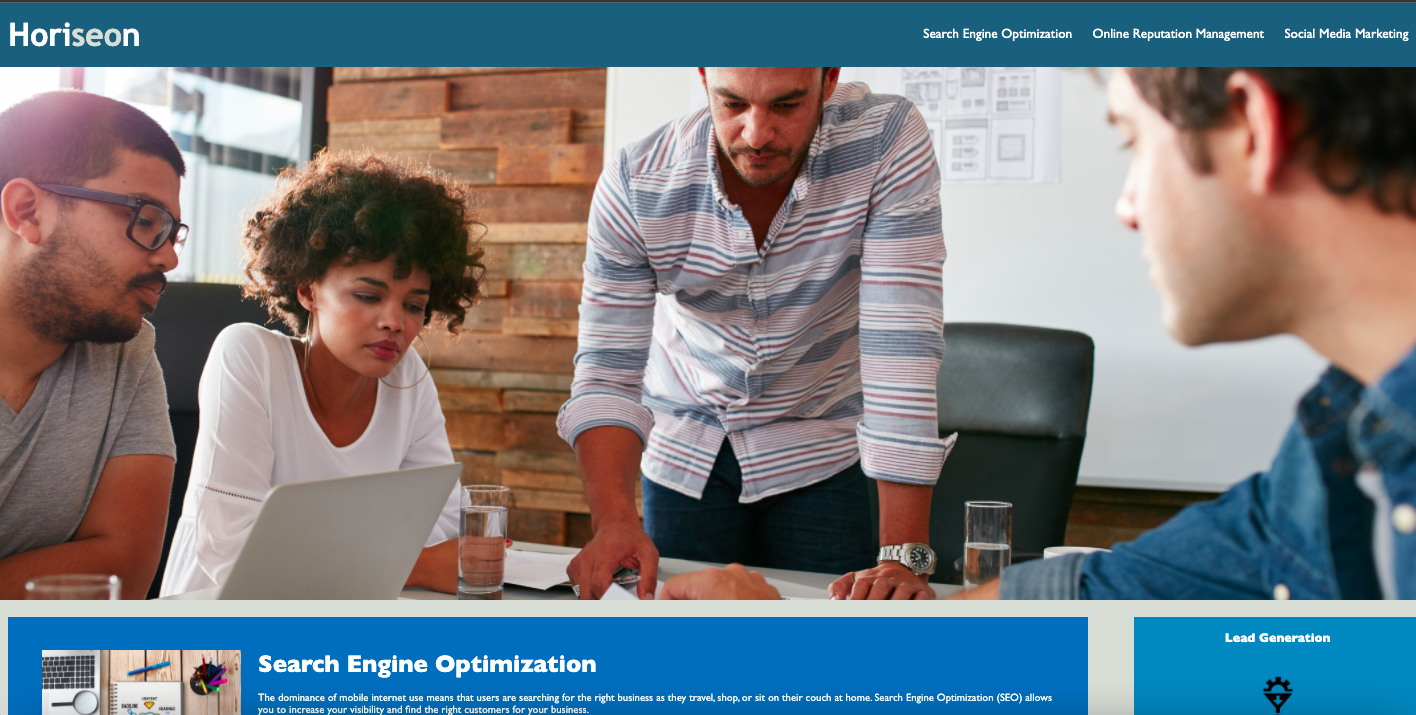 Horiseon
Search Engine Optimization
Online Reputation Management
Social Media Marketing
Search Engine Optimization
The dominance of mobile internet use means that users are searching for the right business as they travel, shop, or sit on their couch at home. Search Engine Optimization (SEO) allows
you to increase your visibility and find the right customers for your business.
CONTENT
BACKLINK
Lead Generation